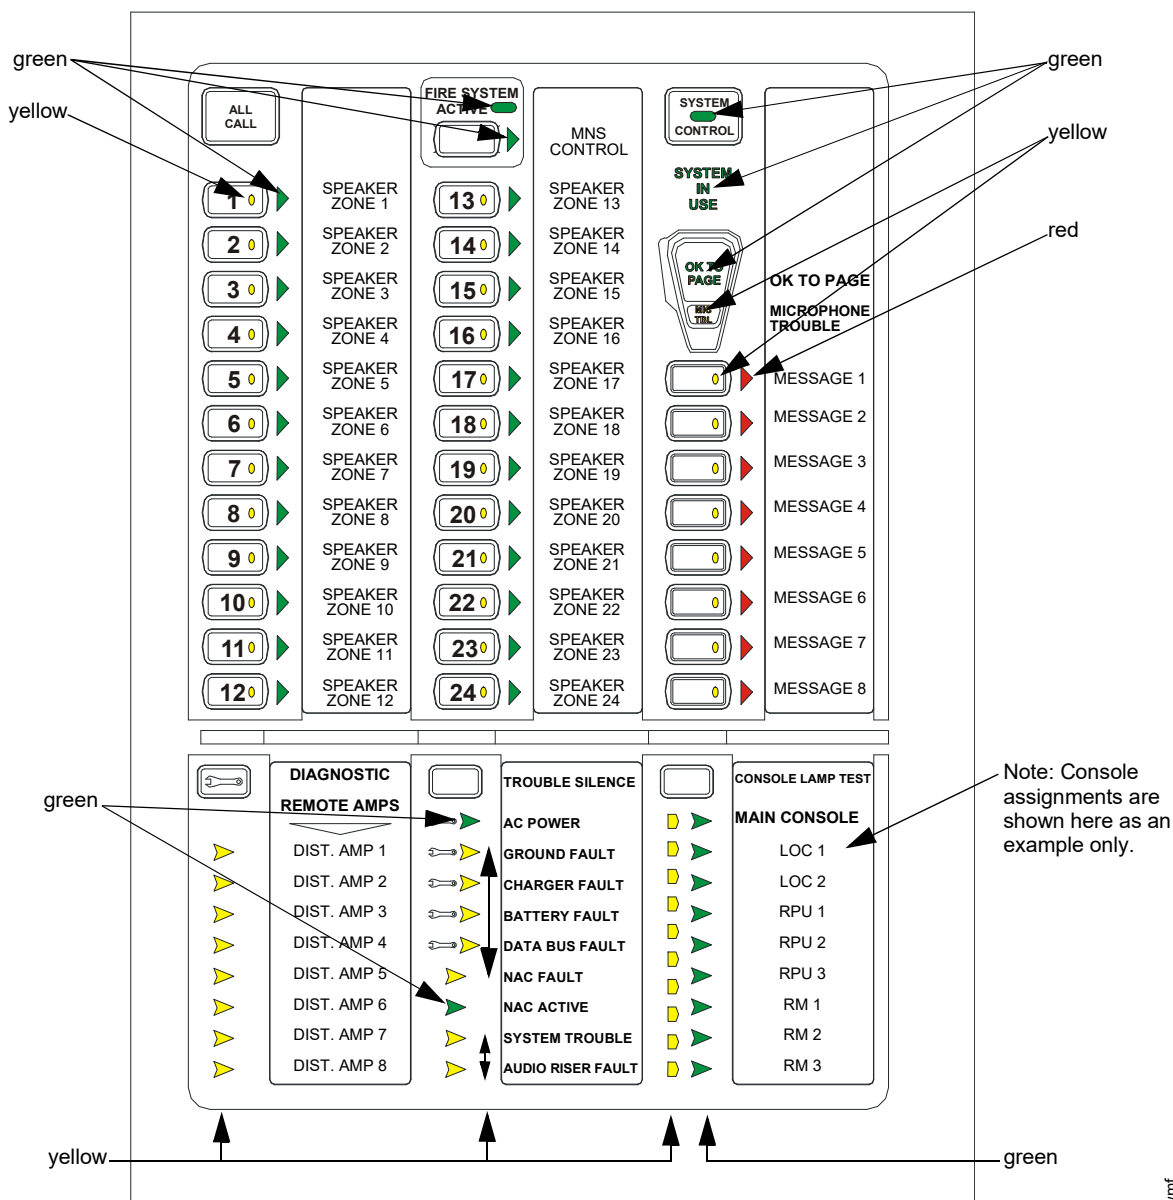 green
yellow
ALL
CALL
FIRE SYSTEM
ACTIVE
MNS
CONTROL
SYSTEM
CONTROL
green
yellow
red
SYSTEM
IN
USE
OK TO
PAGE
MIC
TBL
OK TO PAGE
MICROPHONE
TROUBLE
1
SPEAKER
ZONE 1
2
SPEAKER
ZONE 2
3
SPEAKER
ZONE 3
4
SPEAKER
ZONE 4
5
SPEAKER
ZONE 5
6
SPEAKER
ZONE 6
7
SPEAKER
ZONE 7
8
SPEAKER
ZONE 8
9
SPEAKER
ZONE 9
10
SPEAKER
ZONE 10
11
SPEAKER
ZONE 11
12
SPEAKER
ZONE 12
13
SPEAKER
ZONE 13
14
SPEAKER
ZONE 14
15
SPEAKER
ZONE 15
16
SPEAKER
ZONE 16
17
SPEAKER
ZONE 17
18
SPEAKER
ZONE 18
19
SPEAKER
ZONE 19
20
SPEAKER
ZONE 20
21
SPEAKER
ZONE 21
22
SPEAKER
ZONE 22
23
SPEAKER
ZONE 23
24
SPEAKER
ZONE 24
MESSAGE 1
MESSAGE 2
MESSAGE 3
MESSAGE 4
MESSAGE 5
MESSAGE 6
MESSAGE 7
MESSAGE 8
green
DIAGNOSTIC
REMOTE AMPS
DIST. AMP 1
DIST. AMP 2
DIST. AMP 3
DIST. AMP 4
DIST. AMP 5
DIST. AMP 6
DIST. AMP 7
DIST. AMP 8
TROUBLE SILENCE
AC POWER
GROUND FAULT
CHARGER FAULT
BATTERY FAULT
DATA BUS FAULT
NAC FAULT
NAC ACTIVE
SYSTEM TROUBLE
AUDIO RISER FAULT
CONSOLE LAMP TEST
MAIN CONSOLE
LOC 1
LOC 2
RPU 1
RPU 2
RPU 3
RM 1
RM 2
RM 3
Note: Console
assignments are
shown here as an
example only.
yellow
green